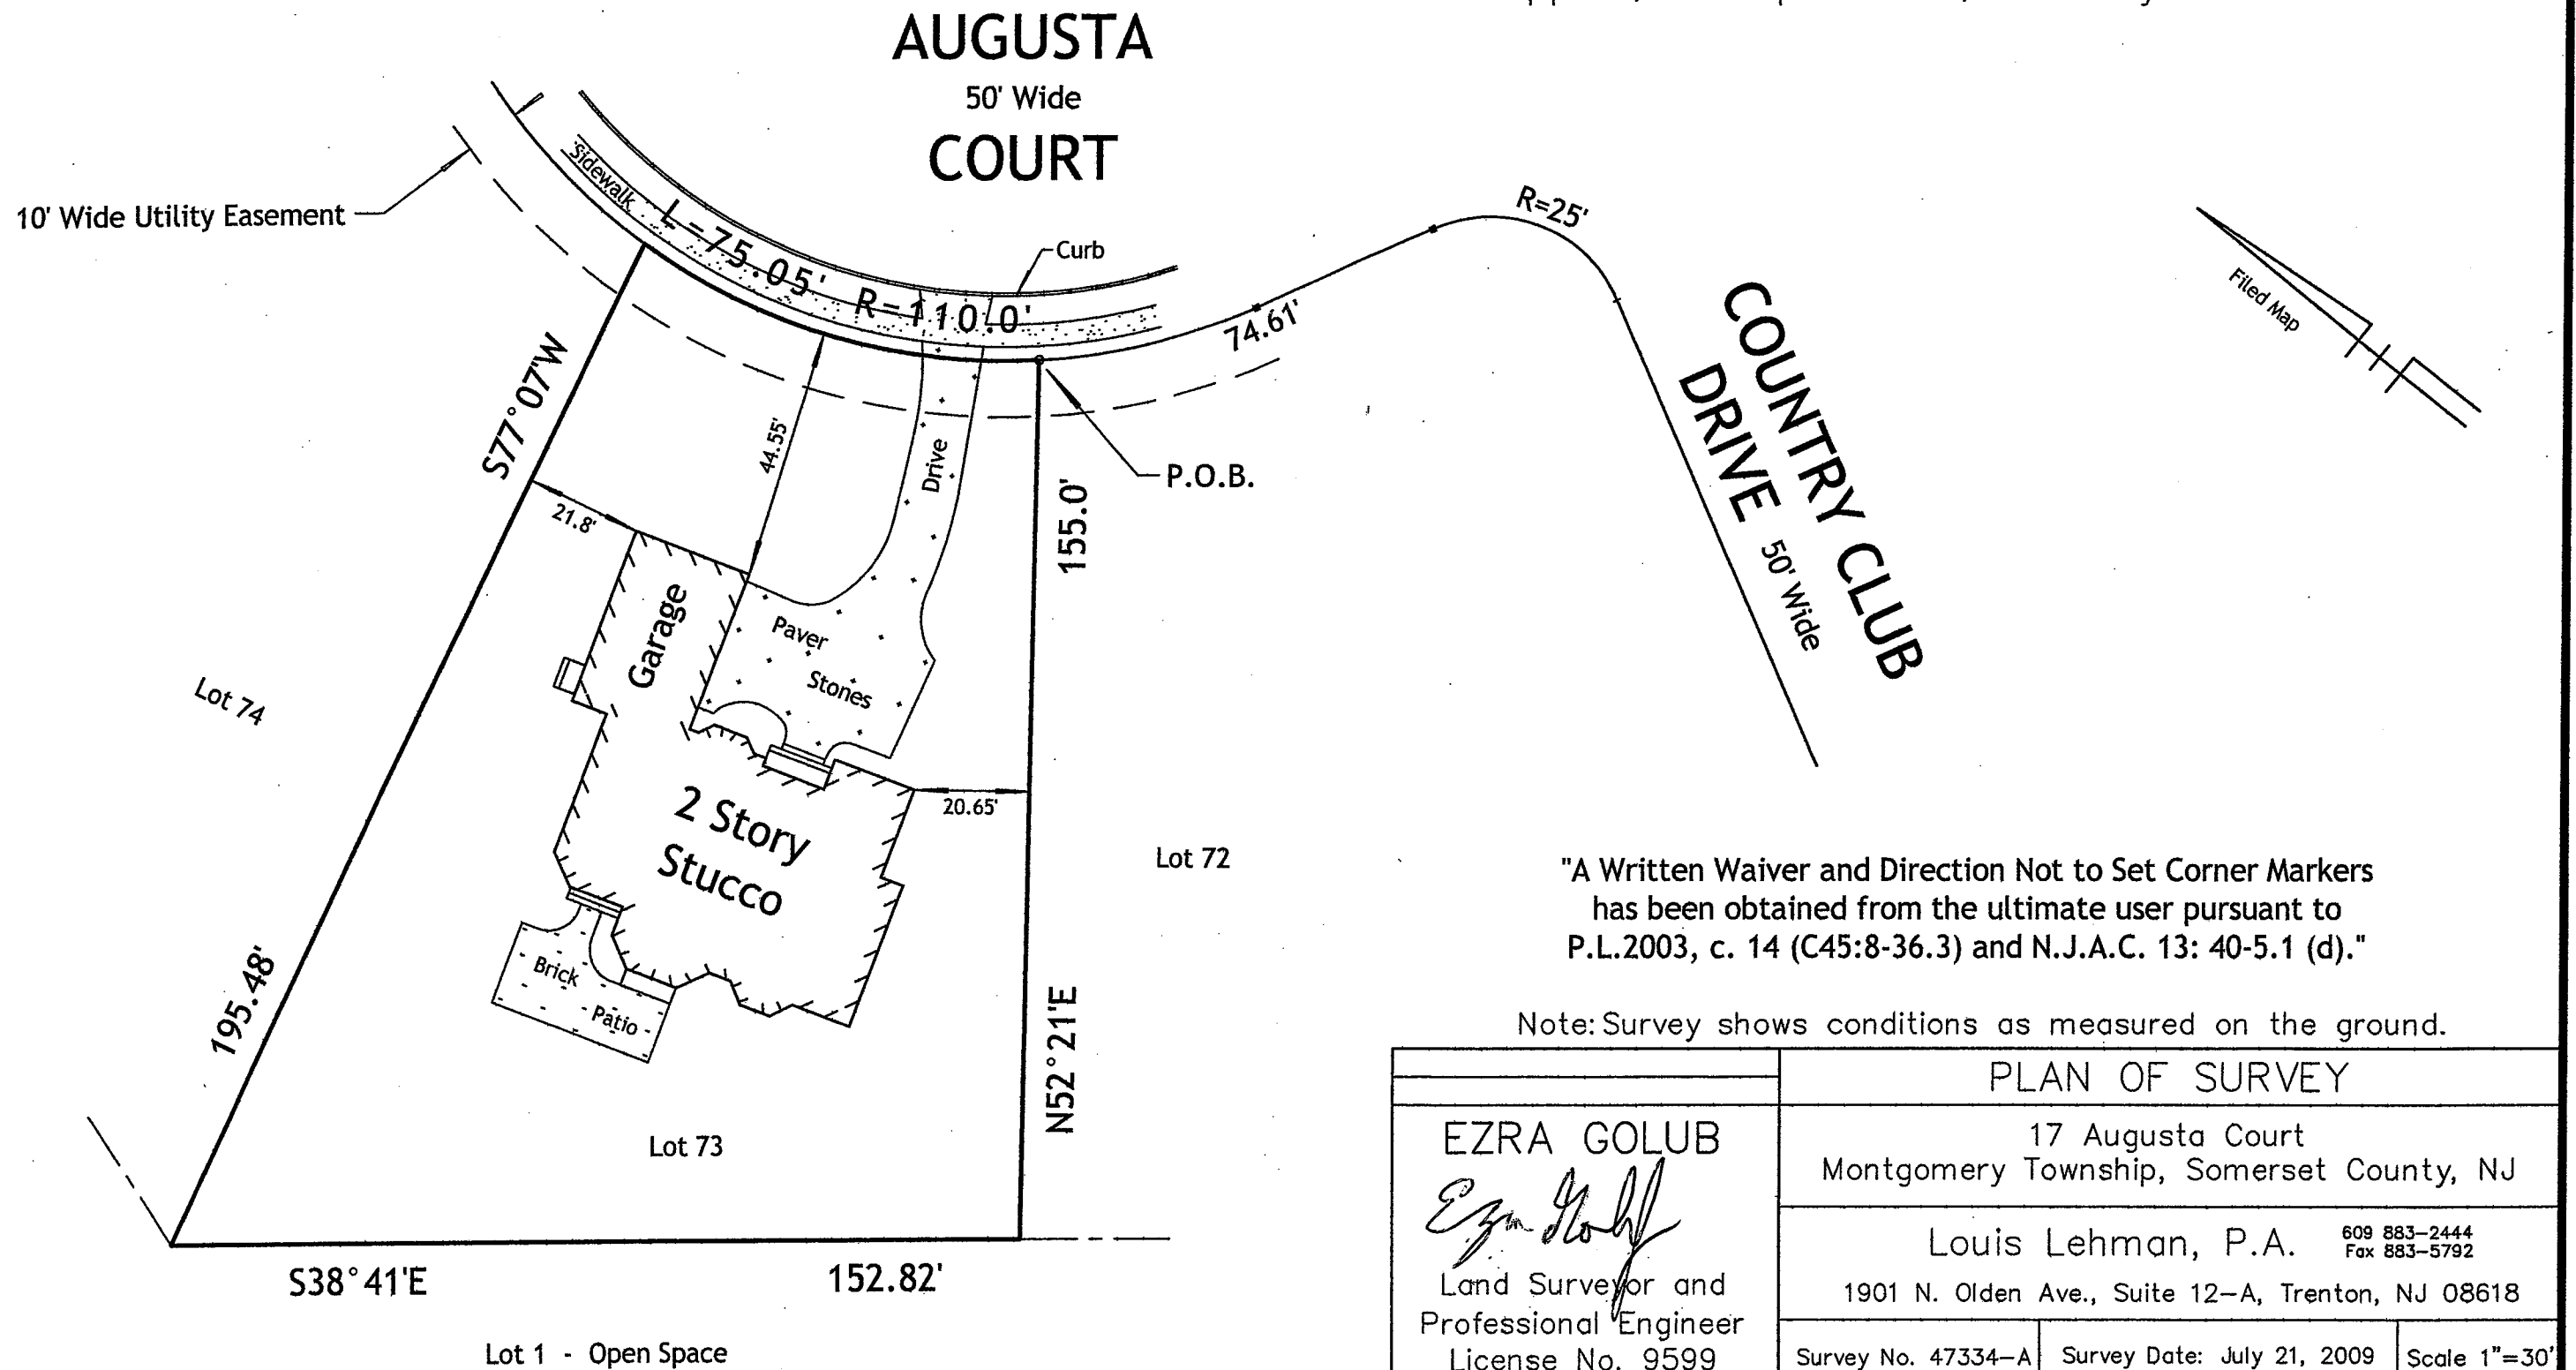 AUGUSTA
50' Wide
COURT
10' Wide Utility Easement
Sidewalk
L=75.05' R=110.0'
Curb
R=25'
74.61'
Filed Map
COUNTRY CLUB
DRIVE 50' Wide
S77°07'W
44.55'
Drive
P.O.B.
155.0'
21.8'
Garage
Paver
Stones
Lot 74
20.65'
2 Story
Stucco
Lot 72
"A Written Waiver and Direction Not to Set Corner Markers
has been obtained from the ultimate user pursuant to
P.L.2003, c. 14 (C45:8-36.3) and N.J.A.C. 13: 40-5.1 (d)."
195.48'
Brick
Patio
N52°21'E
Note: Survey shows conditions as measured on the ground.
Lot 73
S38°41'E 152.82'
Lot 1 - Open Space
PLAN OF SURVEY
EZRA GOLUB
Ezra Golub
Land Surveyor and
Professional Engineer
License No. 9599
17 Augusta Court
Montgomery Township, Somerset County, NJ
Louis Lehman, P.A. 609 883-2444
Fax 883-5792
1901 N. Olden Ave., Suite 12-A, Trenton, NJ 08618
Survey No. 47334-A Survey Date: July 21, 2009 Scale 1"=30'